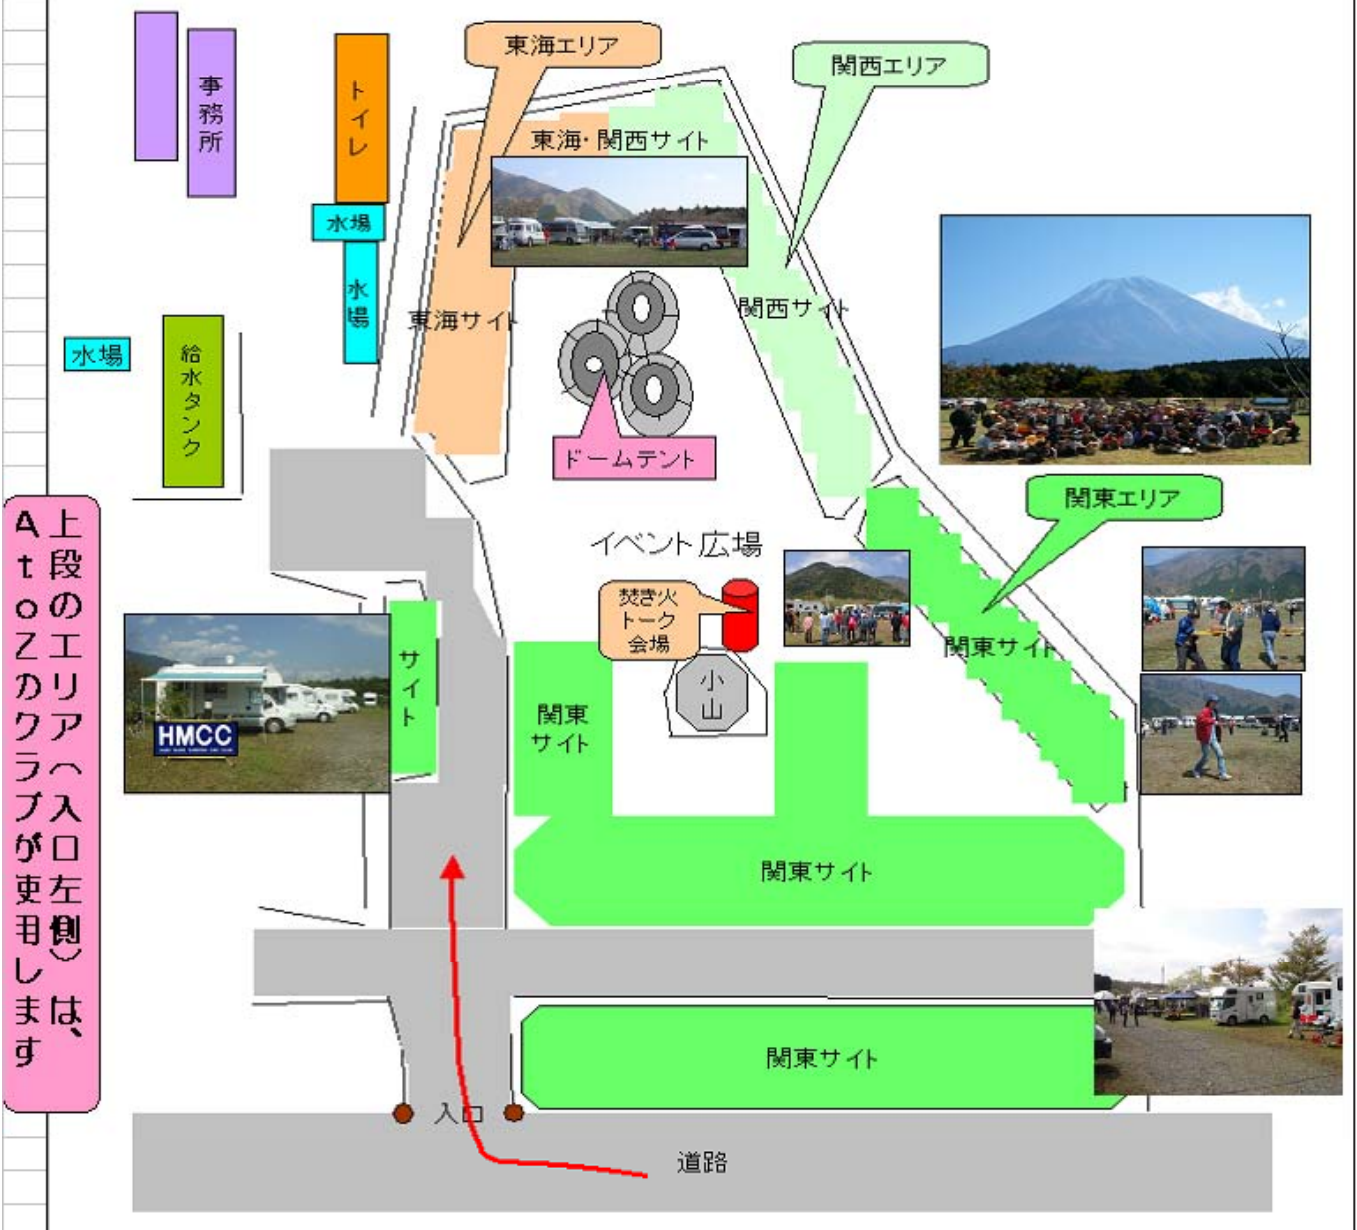 東海エリア
関西エリア
事務所
トイレ
東海・関西サイト
水場
水場
東海サイト
関西サイト
水場
給水タンク
ドームテント
関東エリア
上段のエリア(入口左側)は、
AtoZのクラブが使用します
イベント広場
焚き火
トーク
会場
関東サイト
サイト
小山
関東
サイト
HMCC
関東サイト
関東サイト
入口
道路